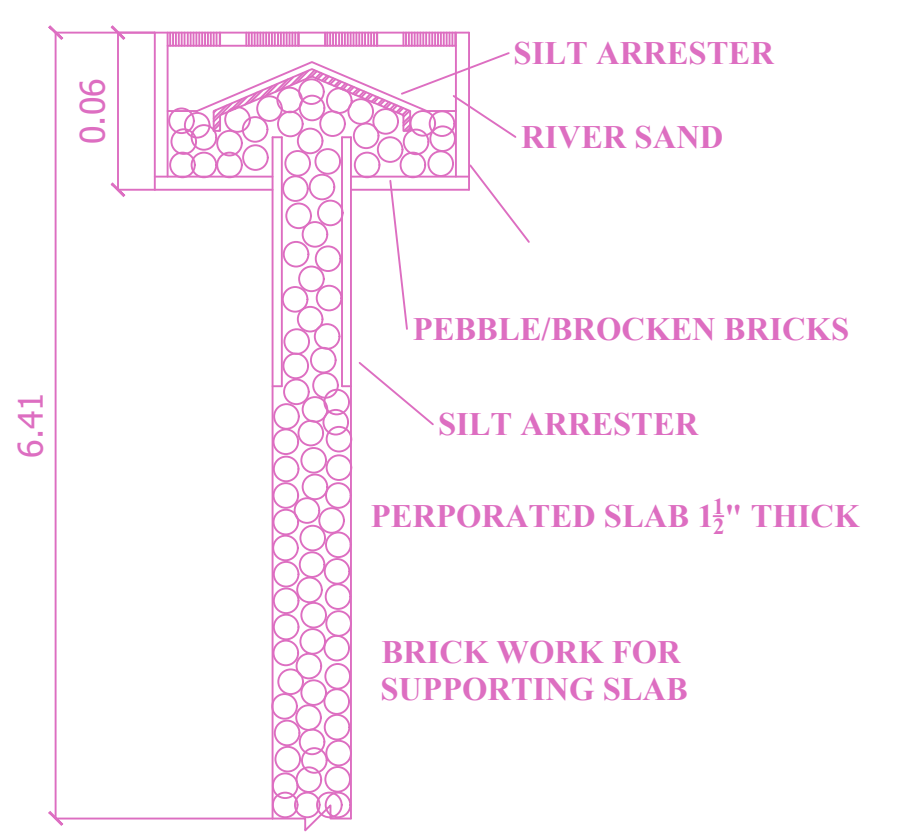 SILT ARRESTER
0.06
RIVER SAND
PEBBLE/BROCKEN BRICKS
6.41
SILT ARRESTER
PERPORATED SLAB 1½" THICK
BRICK WORK FOR
SUPPORTING SLAB